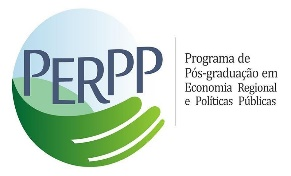 PERPP
Programa de
Pós-graduação em
Economia Regional
e Políticas Públicas